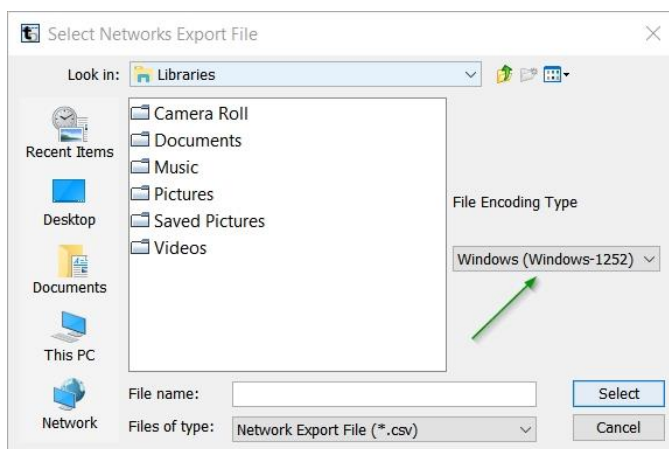 Select Networks Export File
Look in: Libraries
Recent Items
Desktop
Documents
This PC
Network
Camera Roll
Documents
Music
Pictures
Saved Pictures
Videos
File Encoding Type
Windows (Windows-1252)
File name:
Select
Files of type: Network Export File (*.csv)
Cancel